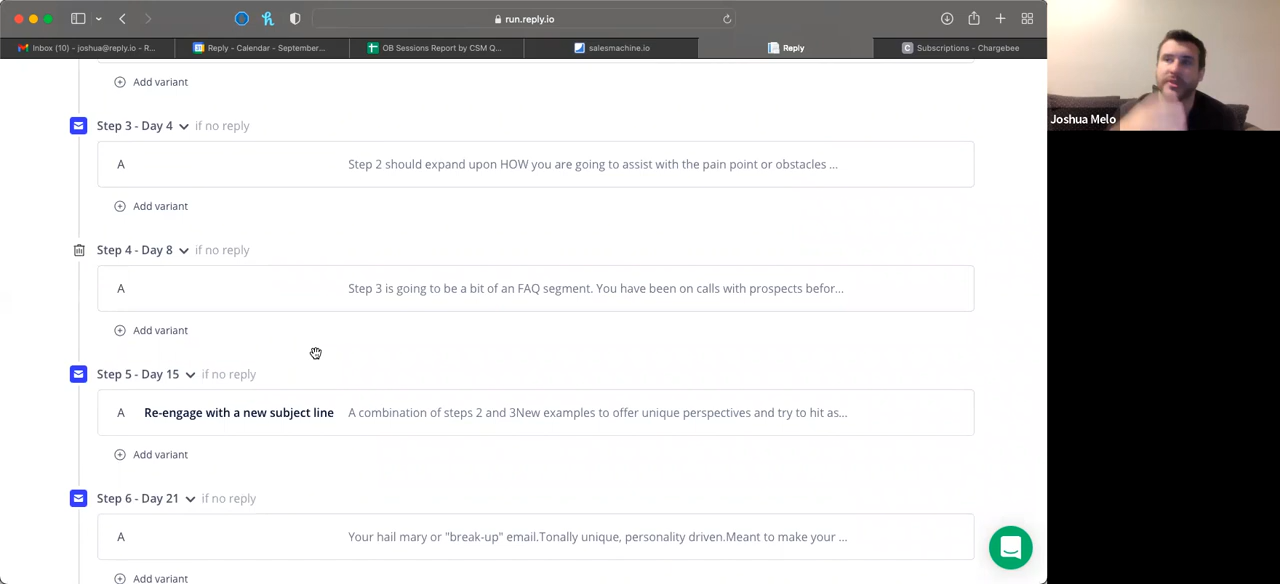 run.reply.io
Inbox (10) - joshua@reply.io - R...
Reply - Calendar - September...
OB Sessions Report by CSM Q...
salesmachine.io
Reply
Subscriptions - Chargebee
Add variant
Step 3 - Day 4 if no reply
A Step 2 should expand upon HOW you are going to assist with the pain point or obstacles ...
Add variant
Step 4 - Day 8 if no reply
A Step 3 is going to be a bit of an FAQ segment. You have been on calls with prospects befor...
Add variant
Step 5 - Day 15 if no reply
A Re-engage with a new subject line A combination of steps 2 and 3New examples to offer unique perspectives and try to hit as...
Add variant
Step 6 - Day 21 if no reply
A Your hail mary or "break-up" email.Tonally unique, personality driven.Meant to make your ...
Add variant
Joshua Melo